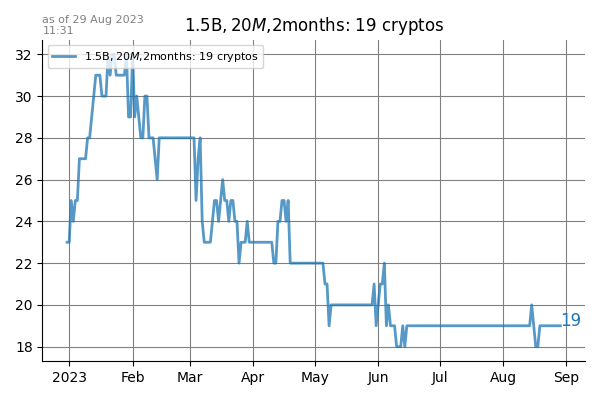 as of 29 Aug 2023
11:31
1.5B, 20M,2months: 19 cryptos
1.5B, 20M,2months: 19 cryptos
32
30
28
26
24
22
20
18
19
2023 Feb Mar Apr May Jun Jul Aug Sep